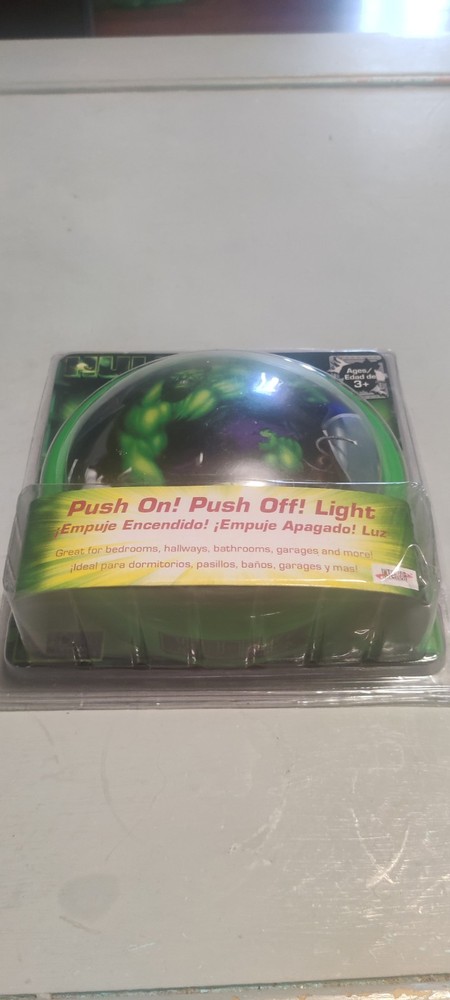 Ages/
Edad de
3+
Push On! Push Off! Light
¡Empuje Encendido! ¡Empuje Apagado! Luz
Great for bedrooms, hallways, bathrooms, garages and more!
¡Ideal para dormitorios, pasillos, baños, garages y mas!